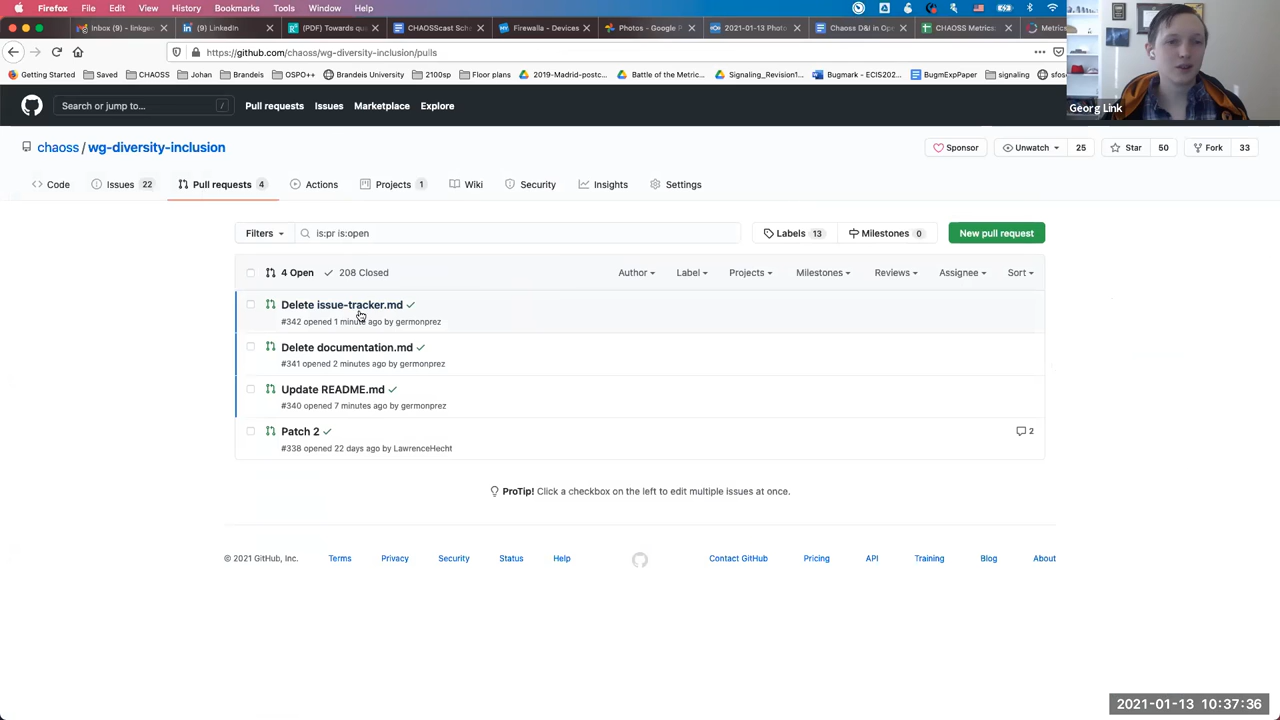 Firefox File Edit View History Bookmarks Tools Window Help
Inbox (9) - linkg
(9) LinkedIn
(PDF) Towards qu
CHAOSScast Sche
Firewalla - Devices
Photos - Google P
2021-01-13 Photo
Chaoss D&I in Ope
CHAOSS Metrics
Metrics
https://github.com/chaoss/wg-diversity-inclusion/pulls
Getting Started Saved CHAOSS Johan Brandeis OSPO++ Brandeis University 2100sp Floor plans 2019-Madrid-postc... Battle of the Metric... Signaling_Revision1... Bugmark - ECIS202... BugmExpPaper signaling sfos
Georg Link
Search or jump to... / Pull requests Issues Marketplace Explore
chaoss / wg-diversity-inclusion
Sponsor Unwatch 25 Star 50 Fork 33
Code Issues 22 Pull requests 4 Actions Projects 1 Wiki Security Insights Settings
Filters is:pr is:open Labels 13 Milestones 0 New pull request
4 Open 208 Closed Author Label Projects Milestones Reviews Assignee Sort
Delete issue-tracker.md
#342 opened 1 minute ago by germonprez
Delete documentation.md
#341 opened 2 minutes ago by germonprez
Update README.md
#340 opened 7 minutes ago by germonprez
Patch 2 2
#338 opened 22 days ago by LawrenceHecht
ProTip! Click a checkbox on the left to edit multiple issues at once.
© 2021 GitHub, Inc. Terms Privacy Security Status Help Contact GitHub Pricing API Training Blog About
2021-01-13 10:37:36